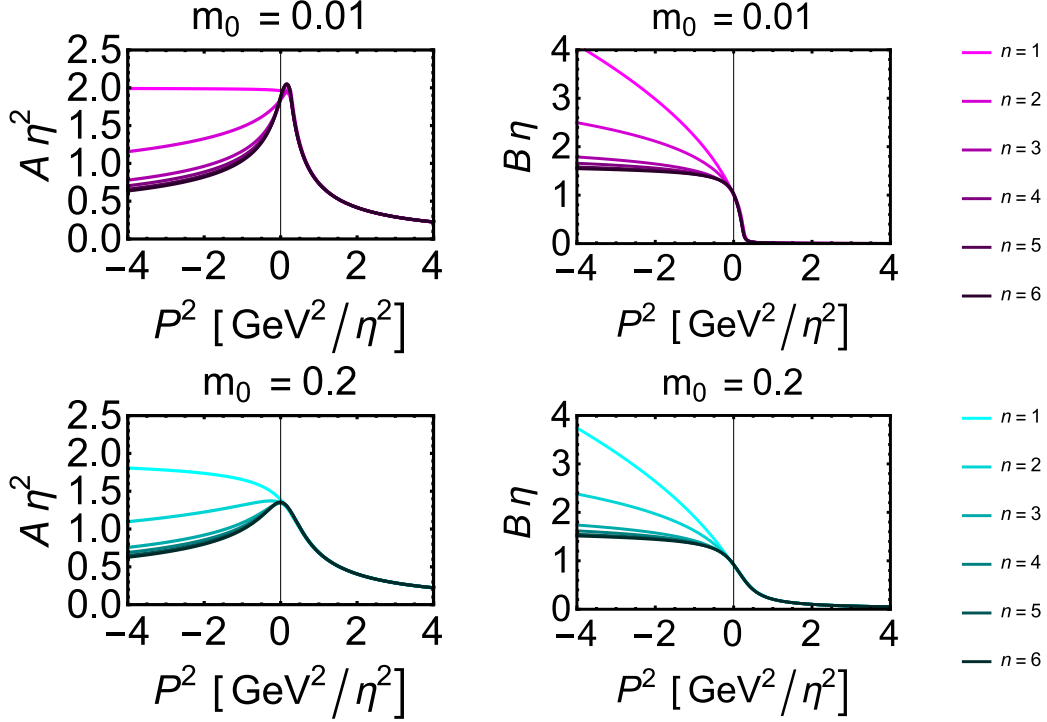 m₀ = 0.01
m₀ = 0.01
2.5
2.0
1.5
1.0
0.5
0.0
A η²
−4 −2 0 2 4
P² [GeV²/η²]
4
3
2
1
0
B η
−4 −2 0 2 4
P² [GeV²/η²]
n = 1
n = 2
n = 3
n = 4
n = 5
n = 6
m₀ = 0.2
m₀ = 0.2
2.5
2.0
1.5
1.0
0.5
0.0
A η²
−4 −2 0 2 4
P² [GeV²/η²]
4
3
2
1
0
B η
−4 −2 0 2 4
P² [GeV²/η²]
n = 1
n = 2
n = 3
n = 4
n = 5
n = 6